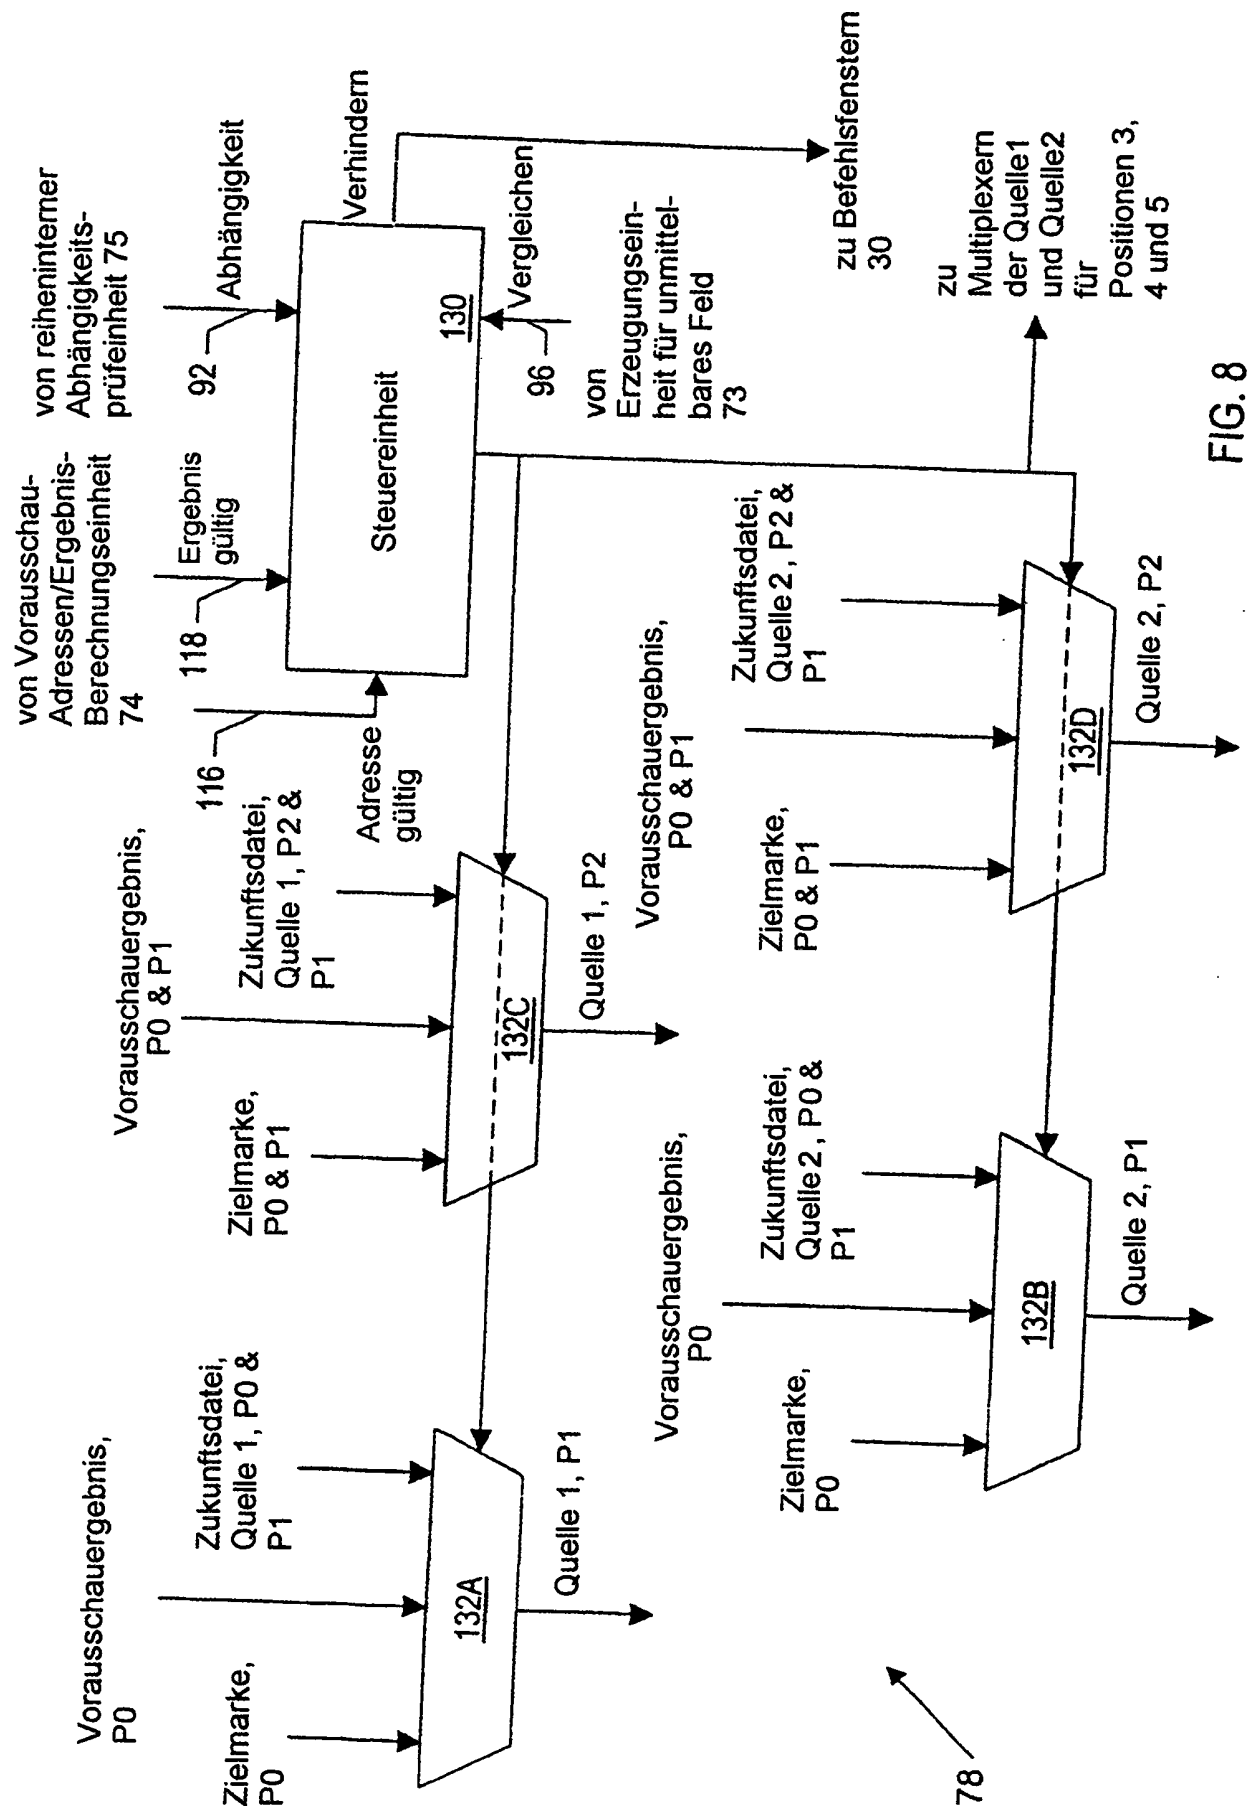 Vorausschauergebnis,
P0
Zielmarke,
P0
Zukunftsdatei,
Quelle 1, P0 &
P1
132A
Quelle 1, P1
Vorausschauergebnis,
P0 & P1
Zielmarke,
P0 & P1
Zukunftsdatei,
Quelle 1, P2 &
P1
132C
Quelle 1, P2
von Vorausschau-
Adressen/Ergebnis-
Berechnungseinheit
74
116
Adresse
gültig
118
Ergebnis
gültig
von reiheninterner
Abhängigkeits-
prüfeinheit 75
92
Abhängigkeit
Steuereinheit
130
Verhindern
Vergleichen
96
von
Erzeugungsein-
heit für unmittel-
bares Feld
73
zu Befehlsfenstern
30
zu
Multiplexern
der Quelle1
und Quelle2
für
Positionen 3,
4 und 5
Vorausschauergebnis,
P0
Zielmarke,
P0
Zukunftsdatei,
Quelle2, P0 &
P1
132B
Quelle 2, P1
Vorausschauergebnis,
P0 & P1
Zielmarke,
P0 & P1
Zukunftsdatei,
Quelle2, P2 &
P1
132D
Quelle 2, P2
78
FIG. 8